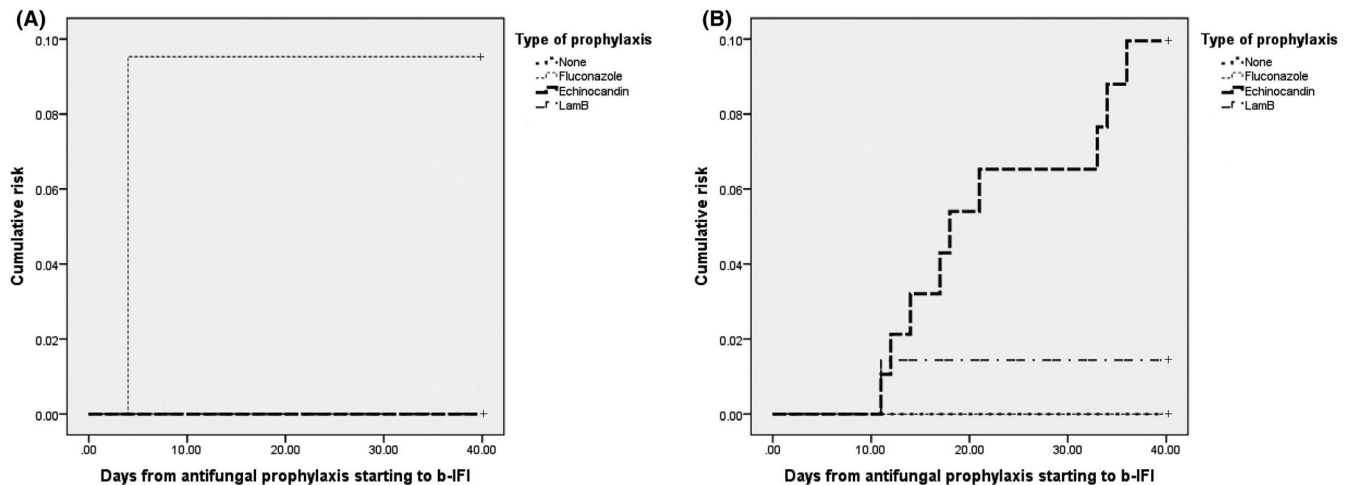 (A)
0.10
0.08
0.06
0.04
0.02
0.00
Cumulative risk
.00 10.00 20.00 30.00 40.00
Days from antifungal prophylaxis starting to b-IFI
Type of prophylaxis
None
Fluconazole
Echinocandin
LamB
(B)
0.10
0.08
0.06
0.04
0.02
0.00
Cumulative risk
.00 10.00 20.00 30.00 40.00
Days from antifungal prophylaxis starting to b-IFI
Type of prophylaxis
None
Fluconazole
Echinocandin
LamB